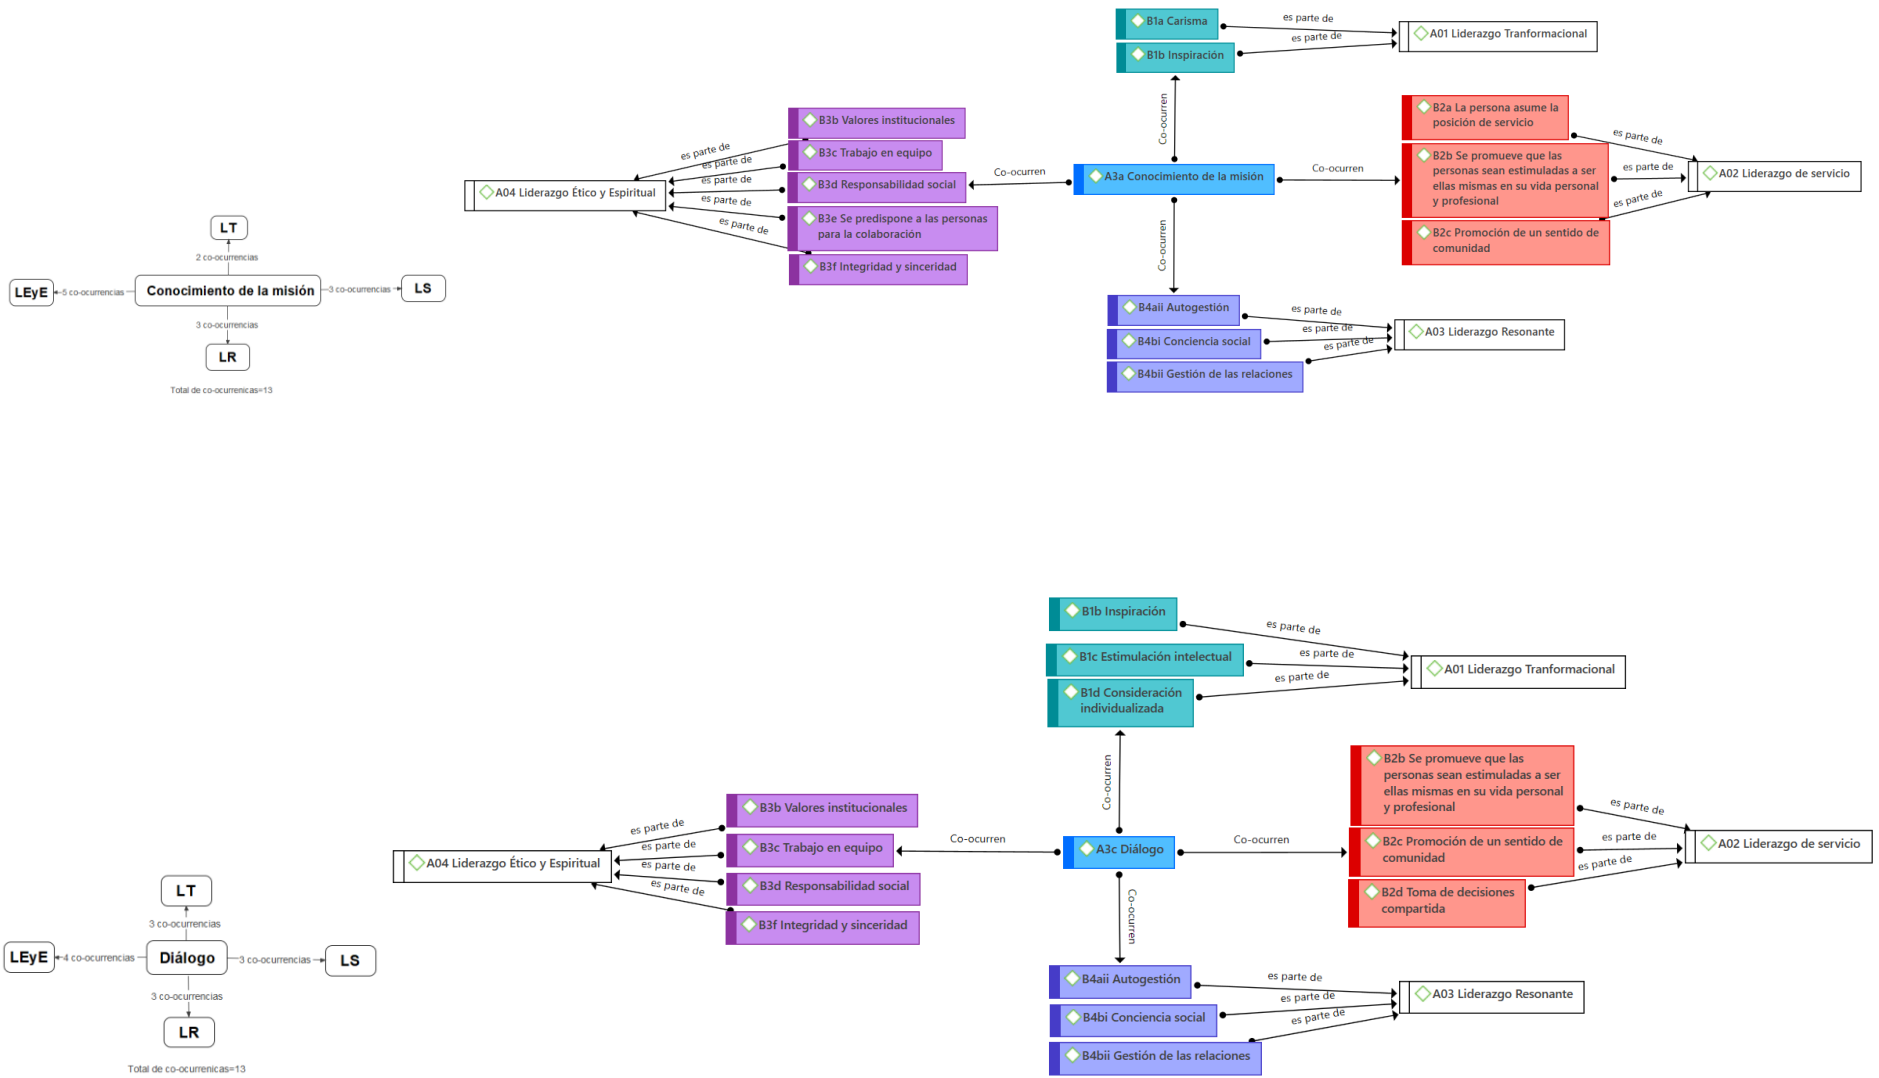 B1a Carisma
es parte de
A01 Liderazgo Tranformacional
es parte de
B1b Inspiración
Co-ocurren
B3b Valores institucionales
B3c Trabajo en equipo
B3d Responsabilidad social
B3e Se predispone a las personas
para la colaboración
B3f Integridad y sinceridad
es parte de
es parte de
es parte de
es parte de
es parte de
A04 Liderazgo Ético y Espiritual
Co-ocurren
A3a Conocimiento de la misión
Co-ocurren
B2a La persona asume la
posición de servicio
B2b Se promueve que las
personas sean estimuladas a ser
ellas mismas en su vida personal
y profesional
B2c Promoción de un sentido de
comunidad
es parte de
es parte de
es parte de
A02 Liderazgo de servicio
Co-ocurren
B4aii Autogestión
B4bi Conciencia social
B4bii Gestión de las relaciones
es parte de
es parte de
es parte de
A03 Liderazgo Resonante
LT
2 co-ocurrencias
LEyE
5 co-ocurrencias
Conocimiento de la misión
3 co-ocurrencias
LS
3 co-ocurrencias
LR
Total de co-ocurrenicas=13
B1b Inspiración
B1c Estimulación intelectual
B1d Consideración
individualizada
es parte de
es parte de
es parte de
A01 Liderazgo Tranformacional
Co-ocurren
B3b Valores institucionales
B3c Trabajo en equipo
B3d Responsabilidad social
B3f Integridad y sinceridad
es parte de
es parte de
es parte de
es parte de
A04 Liderazgo Ético y Espiritual
Co-ocurren
A3c Diálogo
Co-ocurren
B2b Se promueve que las
personas sean estimuladas a ser
ellas mismas en su vida personal
y profesional
B2c Promoción de un sentido de
comunidad
B2d Toma de decisiones
compartida
es parte de
es parte de
es parte de
A02 Liderazgo de servicio
Co-ocurren
B4aii Autogestión
B4bi Conciencia social
B4bii Gestión de las relaciones
es parte de
es parte de
es parte de
A03 Liderazgo Resonante
LT
3 co-ocurrencias
LEyE
4 co-ocurrencias
Diálogo
3 co-ocurrencias
LS
3 co-ocurrencias
LR
Total de co-ocurrenicas=13